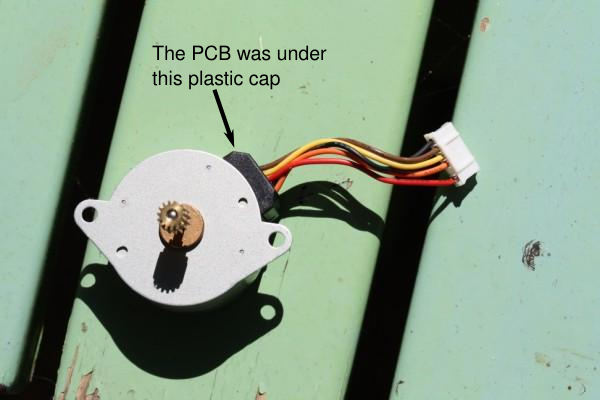 The PCB was under
this plastic cap